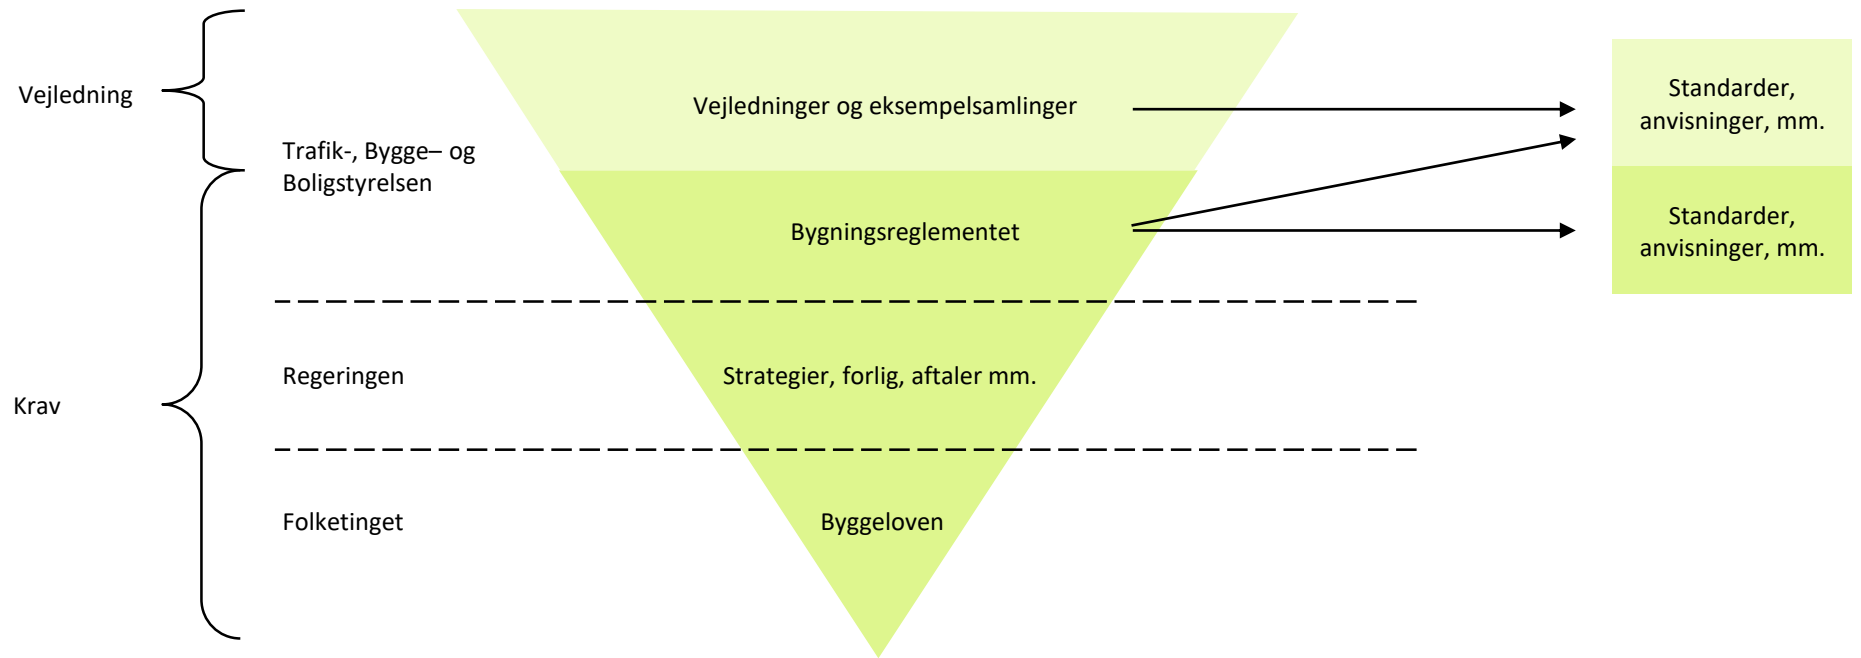 Vejledning
Krav
Trafik-, Bygge– og
Boligstyrelsen
Regeringen
Folketinget
Vejledninger og eksempelsamlinger
Bygningsreglementet
Strategier, forlig, aftaler mm.
Byggeloven
Standarder,
anvisninger, mm.
Standarder,
anvisninger, mm.